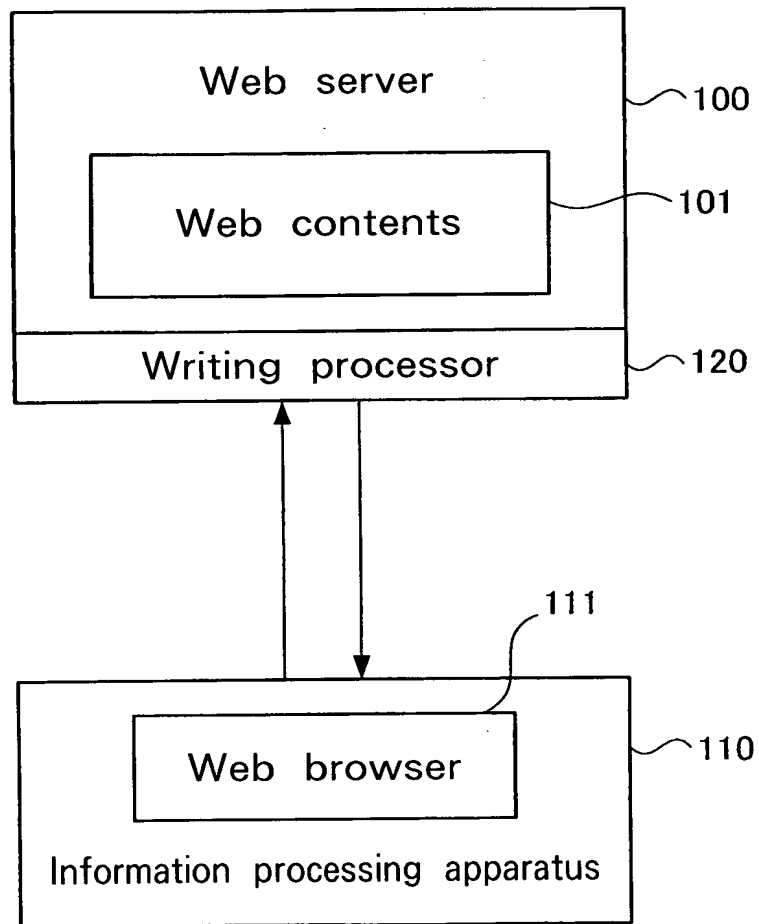 Web server
100
Web contents
101
Writing processor
120
111
Web browser
110
Information processing apparatus